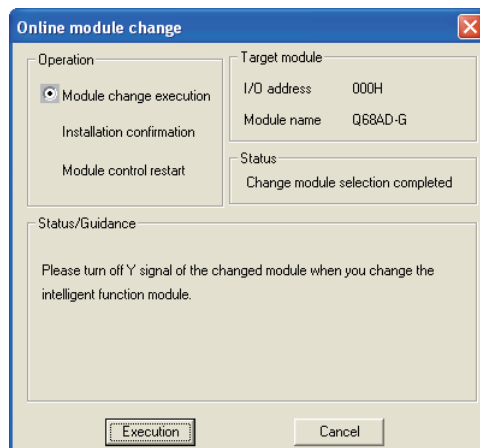 Online module change
Operation
Module change execution
Installation confirmation
Module control restart
Target module
I/O address 000H
Module name Q68AD-G
Status
Change module selection completed
Status/Guidance
Please turn off Y signal of the changed module when you change the
intelligent function module.
Execution Cancel